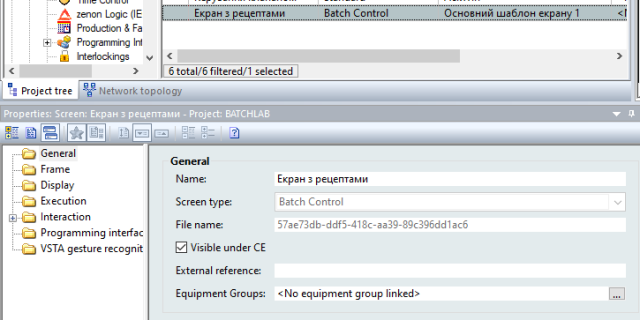 Time Control
zenon Logic (IE
Production & Fa
Programming Int
Interlockings
Екран з рецептами Batch Control Основний шаблон екрану 1
6 total/6 filtered/1 selected
Project tree Network topology
Properties: Screen: Екран з рецептами - Project: BATCHLAB
General
Frame
Display
Execution
Interaction
Programming interfac
VSTA gesture recognit
General
Name: Екран з рецептами
Screen type: Batch Control
File name: 57ae73db-ddf5-418c-aa39-89c396dd1ac6
Visible under CE
External reference:
Equipment Groups: <No equipment group linked> ...